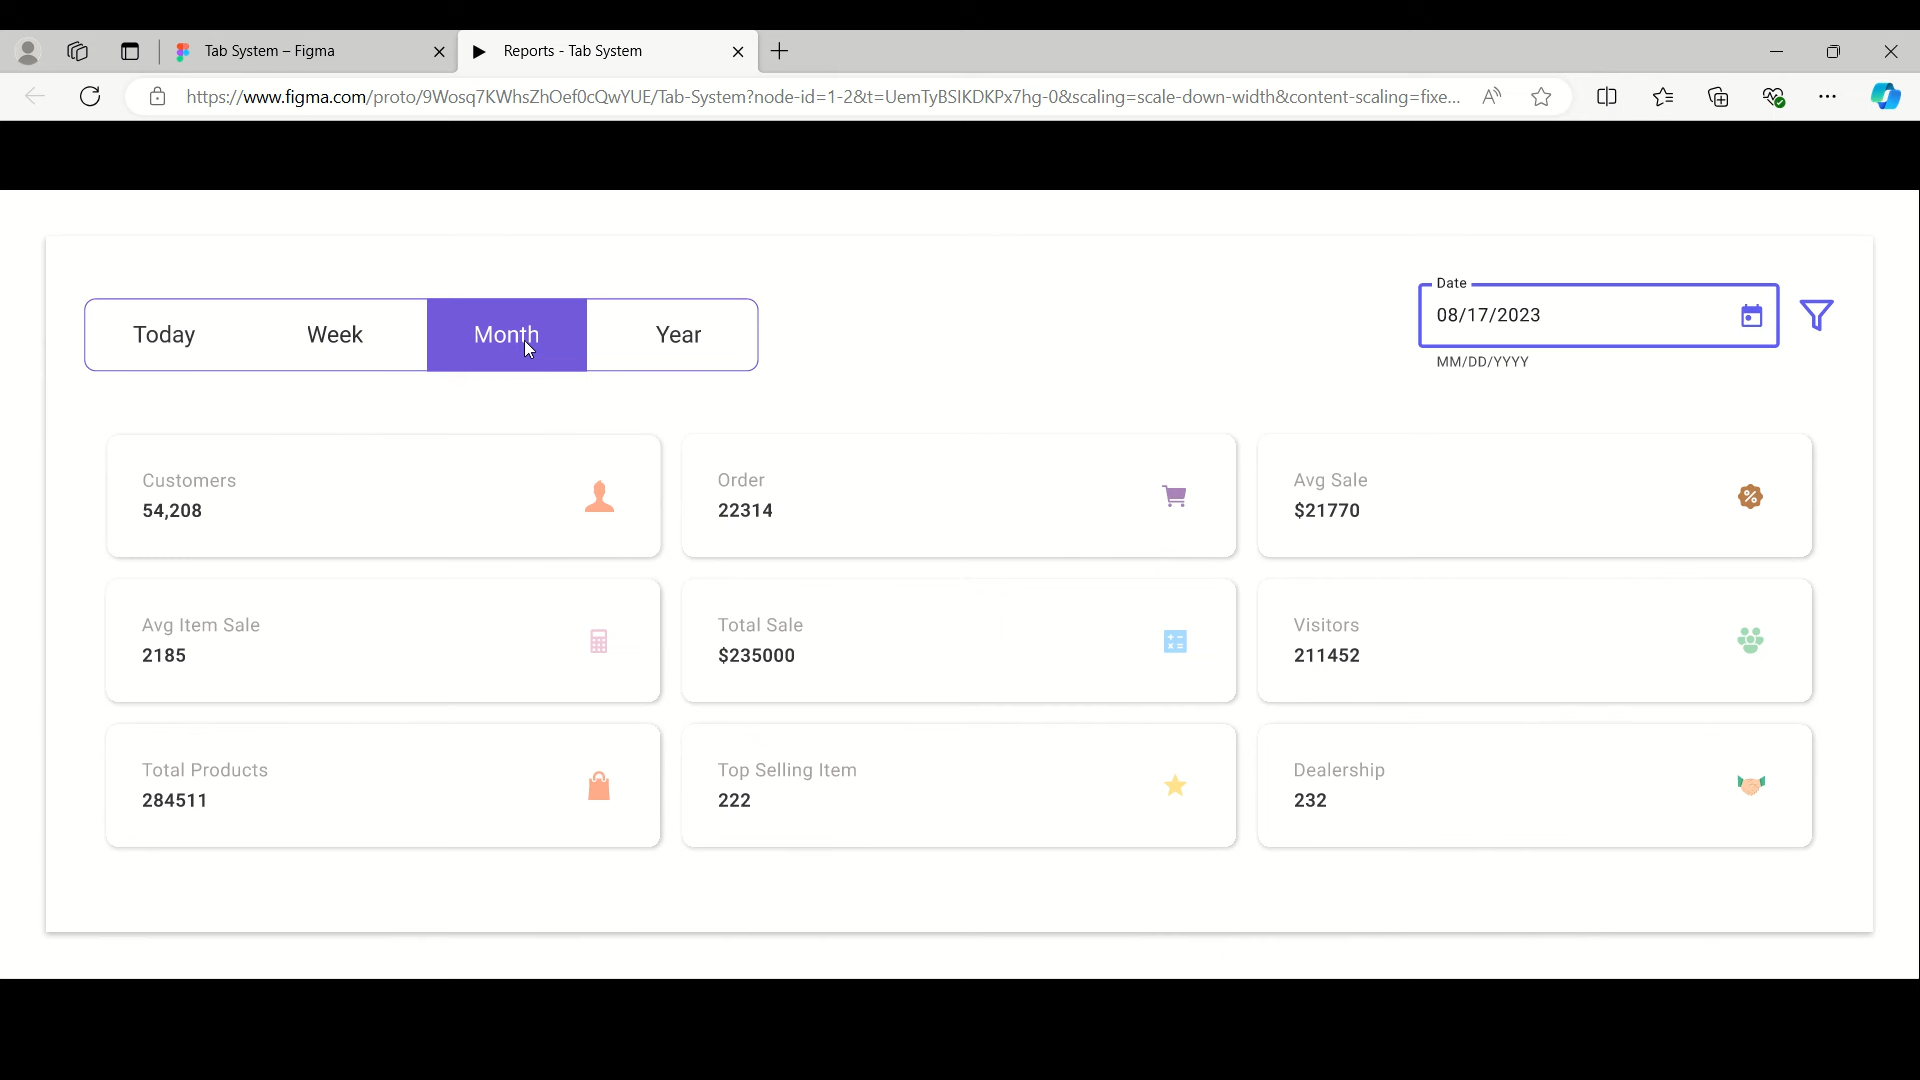 Tab System – Figma
Reports - Tab System
https://www.figma.com/proto/9Wosq7KWhsZhOef0cQwYUE/Tab-System?node-id=1-2&t=UemTyBSIKDKPx7hg-0&scaling=scale-down-width&content-scaling=fixe...
Today Week Month Year
Date
08/17/2023
MM/DD/YYYY
Customers
54,208
Order
22314
Avg Sale
$21770
Avg Item Sale
2185
Total Sale
$235000
Visitors
211452
Total Products
284511
Top Selling Item
222
Dealership
232